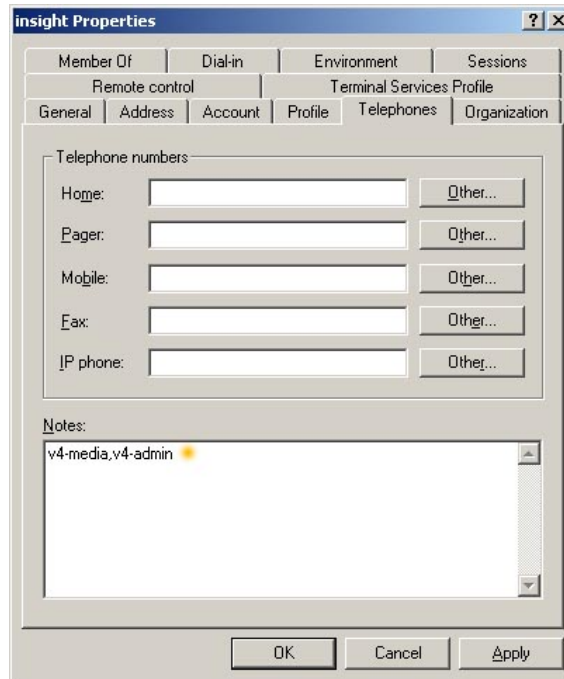 insight Properties
Member Of Dial-in Environment Sessions
Remote control Terminal Services Profile
General Address Account Profile Telephones Organization
Telephone numbers
Home: Other...
Pager: Other...
Mobile: Other...
Fax: Other...
IP phone: Other...
Notes:
v4-media,v4-admin
OK Cancel Apply